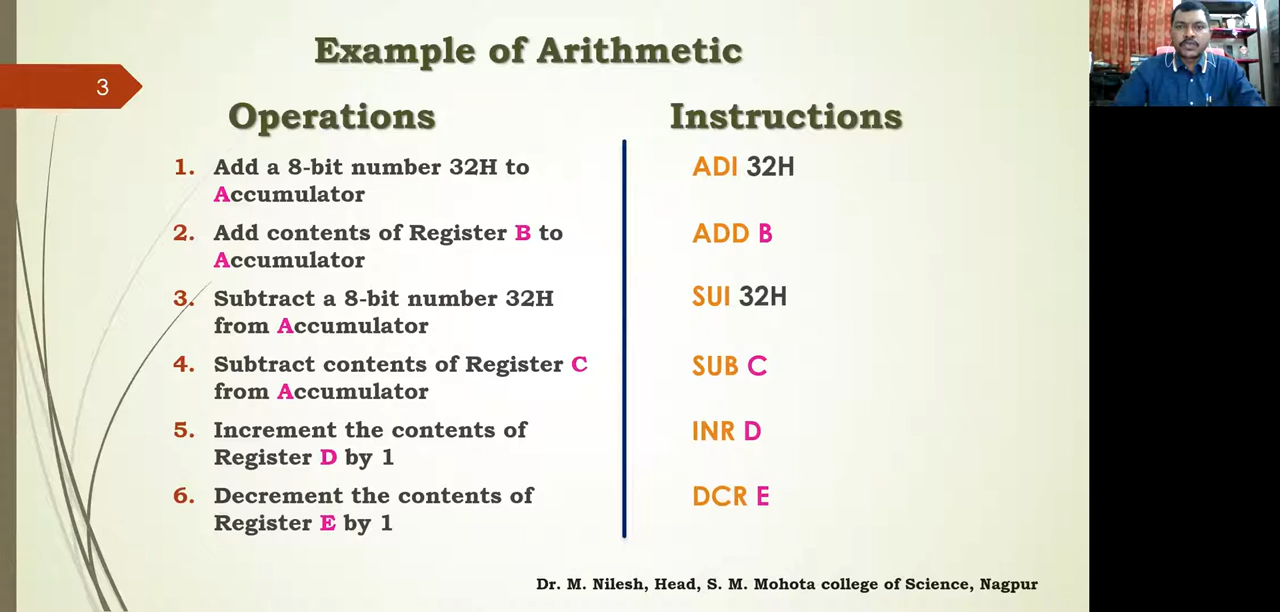 Example of Arithmetic
3
Operations
Instructions
1. Add a 8-bit number 32H to
Accumulator
ADI 32H
2. Add contents of Register B to
Accumulator
ADD B
3. Subtract a 8-bit number 32H
from Accumulator
SUI 32H
4. Subtract contents of Register C
from Accumulator
SUB C
5. Increment the contents of
Register D by 1
INR D
6. Decrement the contents of
Register E by 1
DCR E
Dr. M. Nilesh, Head, S. M. Mohota college of Science, Nagpur